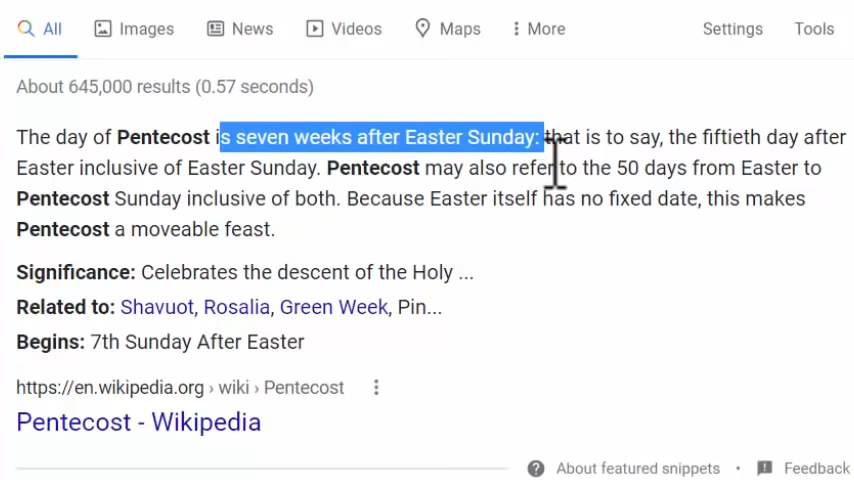 All Images News Videos Maps More Settings Tools
About 645,000 results (0.57 seconds)
The day of Pentecost is seven weeks after Easter Sunday: that is to say, the fiftieth day after
Easter inclusive of Easter Sunday. Pentecost may also refer to the 50 days from Easter to
Pentecost Sunday inclusive of both. Because Easter itself has no fixed date, this makes
Pentecost a moveable feast.
Significance: Celebrates the descent of the Holy ...
Related to: Shavuot, Rosalia, Green Week, Pin...
Begins: 7th Sunday After Easter
https://en.wikipedia.org › wiki › Pentecost
Pentecost - Wikipedia
About featured snippets • Feedback